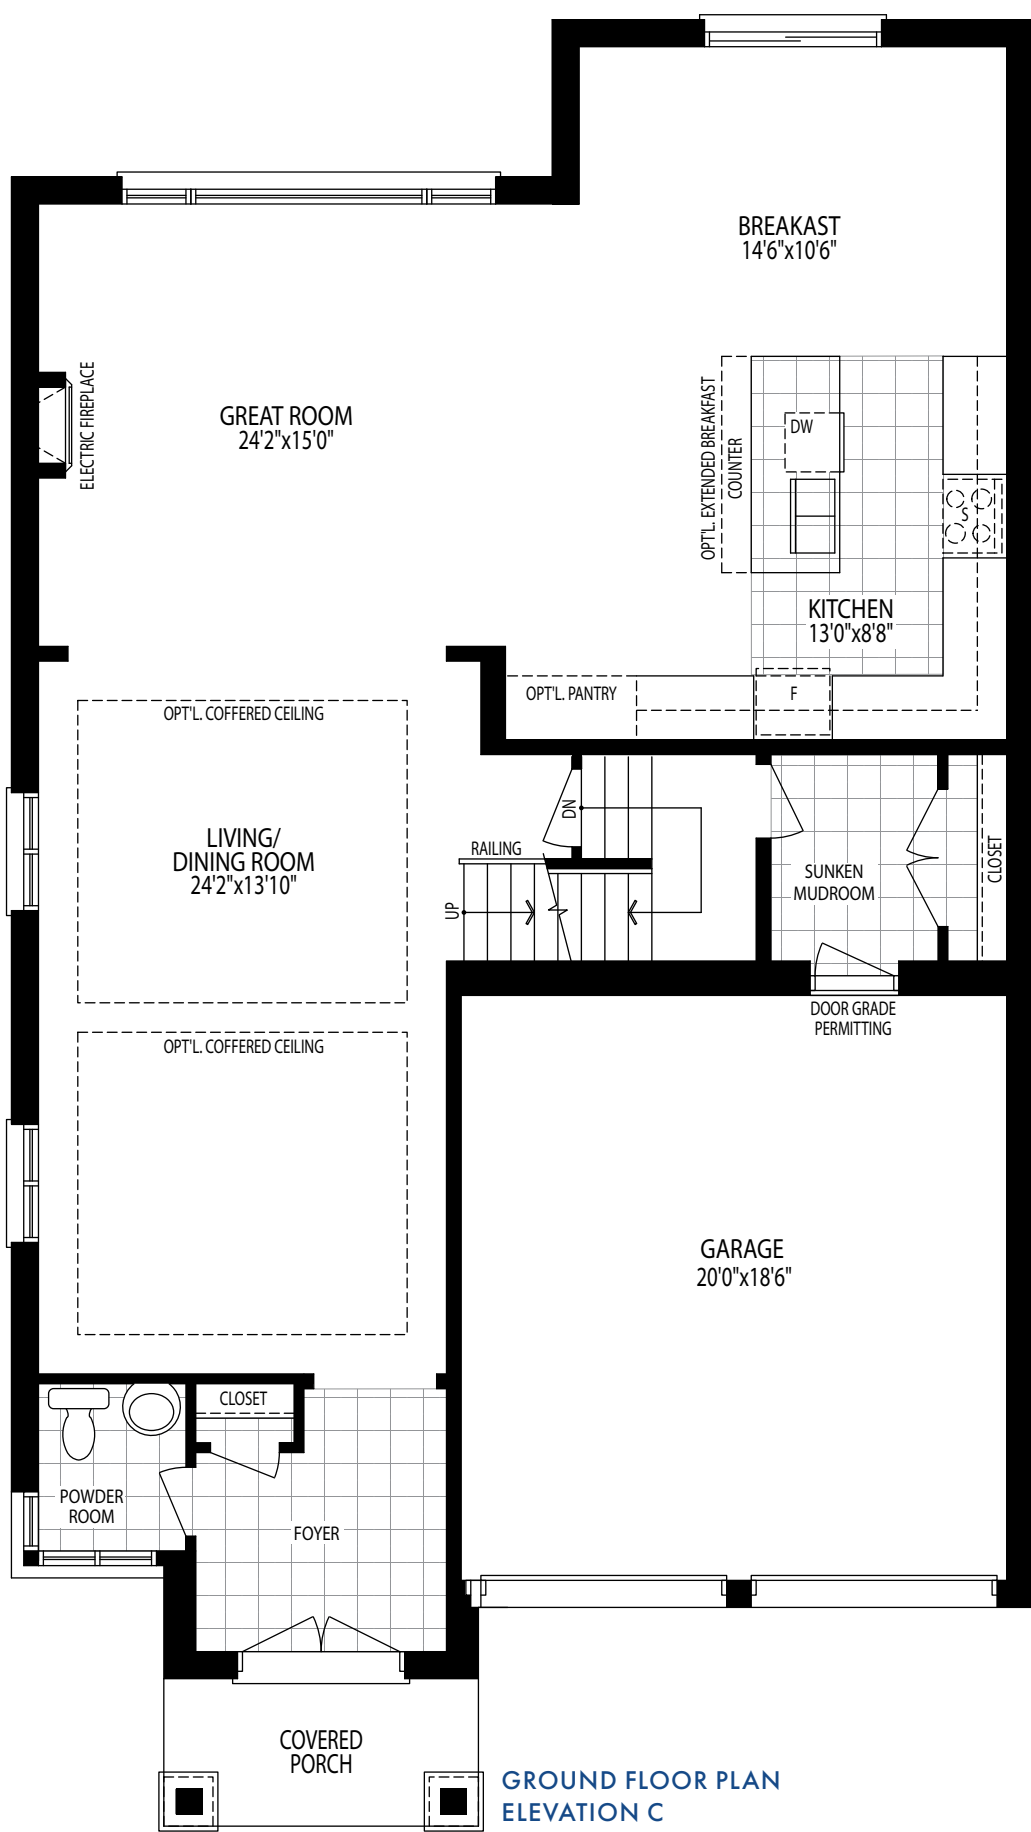 BREAKAST
14'6"x10'6"
ELECTRIC FIREPLACE
GREAT ROOM
24'2"x15'0"
OPT'L. EXTENDED BREAKFAST
COUNTER
DW
S
KITCHEN
13'0"x8'8"
OPT'L. PANTRY
F
OPT'L. COFFERED CEILING
LIVING/
DINING ROOM
24'2"x13'10"
RAILING
DN
UP
SUNKEN
MUDROOM
CLOSET
DOOR GRADE
PERMITTING
OPT'L. COFFERED CEILING
GARAGE
20'0"x18'6"
CLOSET
POWDER
ROOM
FOYER
COVERED
PORCH
GROUND FLOOR PLAN
ELEVATION C